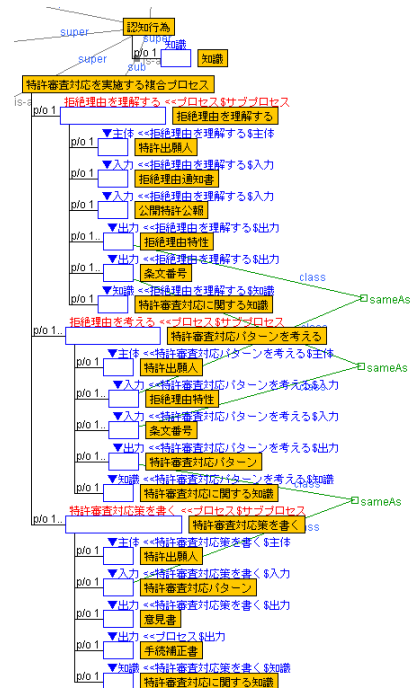 認知行為
super
super
知識
p/o 1
知識
super
is-a
sub
特許審査対応を実施する複合プロセス
is-a
拒絶理由を理解する <<プロセス$サブプロセス
p/o 1
拒絶理由を理解する
▼主体 <<拒絶理由を理解する$主体
p/o 1
特許出願人
▼入力 <<拒絶理由を理解する$入力
p/o 1
拒絶理由通知書
▼入力 <<拒絶理由を理解する$入力
p/o 1
公開特許公報
▼出力 <<拒絶理由を理解する$出力
p/o 1..
拒絶理由特性
▼出力 <<拒絶理由を理解する$出力
p/o 1..
条文番号
class
▼知識 <<拒絶理由を理解する$知識
p/o 1
特許審査対応に関する知識
sameAs
拒絶理由を考える <<プロセス$サブプロセス
class
p/o 1..
特許審査対応パターンを考える
▼主体 <<特許審査対応パターンを考える$主体
p/o 1
特許出願人
sameAs
▼入力 <<特許審査対応パターンを考える$入力
p/o 1
拒絶理由特性
▼入力 <<特許審査対応パターンを考える$入力
p/o 1
条文番号
▼出力 <<特許審査対応パターンを考える$出力
p/o 1..
特許審査対応パターン
▼知識 <<特許審査対応パターンを考える$知識
class
p/o 1
特許審査対応に関する知識
sameAs
特許審査対応策を書く <<プロセス$サブプロセス
p/o 1..
特許審査対応策を書く
▼主体 <<特許審査対応策を書く$主体
p/o 1
特許出願人
▼入力 <<特許審査対応策を書く$入力
p/o 1
特許審査対応パターン
▼出力 <<特許審査対応策を書く$出力
p/o 1
意見書
▼出力 <<プロセス$出力
p/o 1
手続補正書
▼知識 <<特許審査対応策を書く$知識
p/o 1
特許審査対応に関する知識